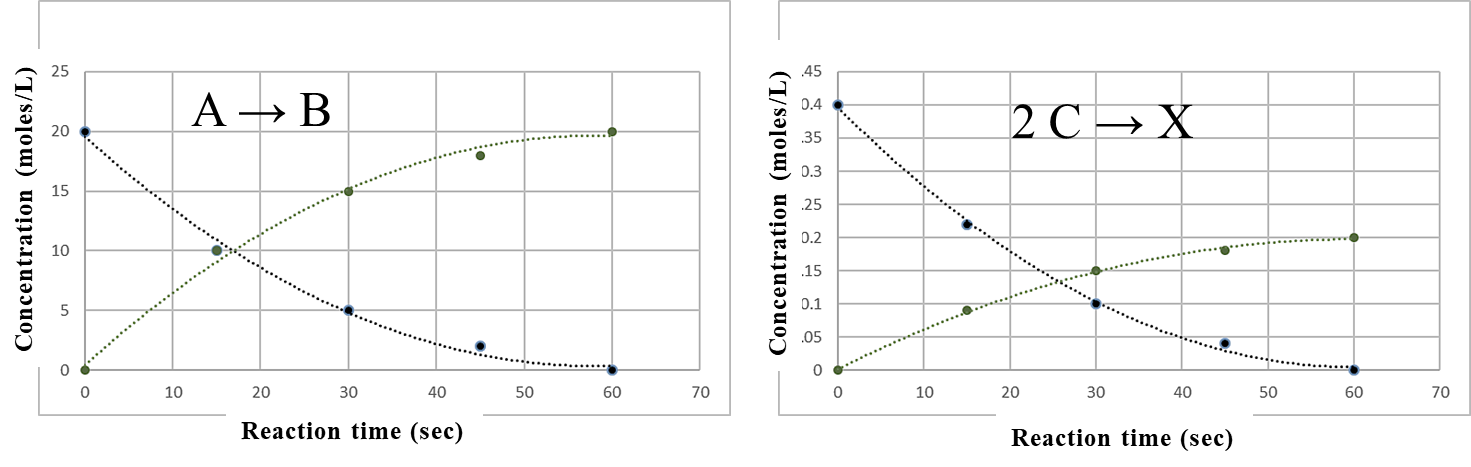 A → B
Concentration (moles/L)
25
20
15
10
5
0
0 10 20 30 40 50 60 70
Reaction time (sec)
2 C → X
Concentration (moles/L)
.45
0.4
.35
0.3
.25
0.2
.15
0.1
.05
0
0 10 20 30 40 50 60 70
Reaction time (sec)